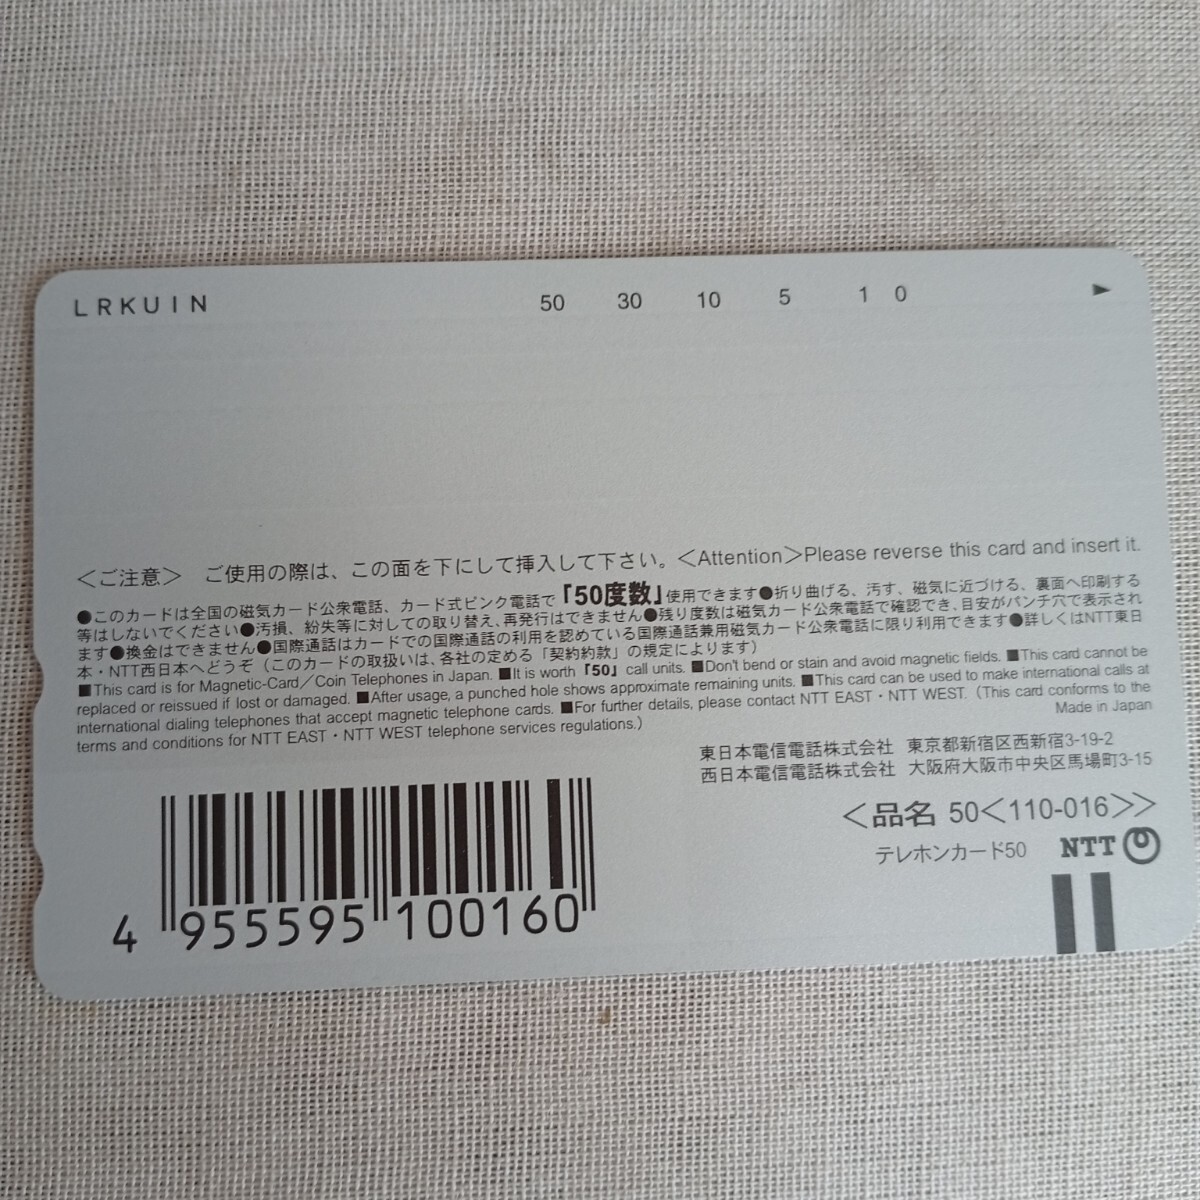 LRKUIN 50 30 10 5 1 0 ▶
＜ご注意＞ ご使用の際は、この面を下にして挿入して下さい。＜Attention＞Please reverse this card and insert it.
●このカードは全国の磁気カード公衆電話、カード式ピンク電話で「50度数」使用できます●折り曲げる、汚す、磁気に近づける、裏面へ印刷する
等はしないでください●汚損、紛失等に対しての取り替え、再発行はできません●残り度数は磁気カード公衆電話で確認でき、目安がパンチ穴で表示され
ます●換金はできません●国際通話はカードでの国際通話の利用を認めている国際通話兼用磁気カード公衆電話に限り利用できます●詳しくはNTT東日
本・NTT西日本へどうぞ（このカードの取扱いは、各社の定める「契約約款」の規定によります）
■This card is for Magnetic-Card／Coin Telephones in Japan. ■It is worth「50」call units. ■Don't bend or stain and avoid magnetic fields. ■This card cannot be
replaced or reissued if lost or damaged. ■After usage, a punched hole shows approximate remaining units. ■This card can be used to make international calls at
international dialing telephones that accept magnetic telephone cards. ■For further details, please contact NTT EAST・NTT WEST.（This card conforms to the
terms and conditions for NTT EAST・NTT WEST telephone services regulations.）
Made in Japan
東日本電信電話株式会社 東京都新宿区西新宿3-19-2
西日本電信電話株式会社 大阪府大阪市中央区馬場町3-15
＜品名 50＜110-016＞＞
テレホンカード50 NTT
4 955595 100160